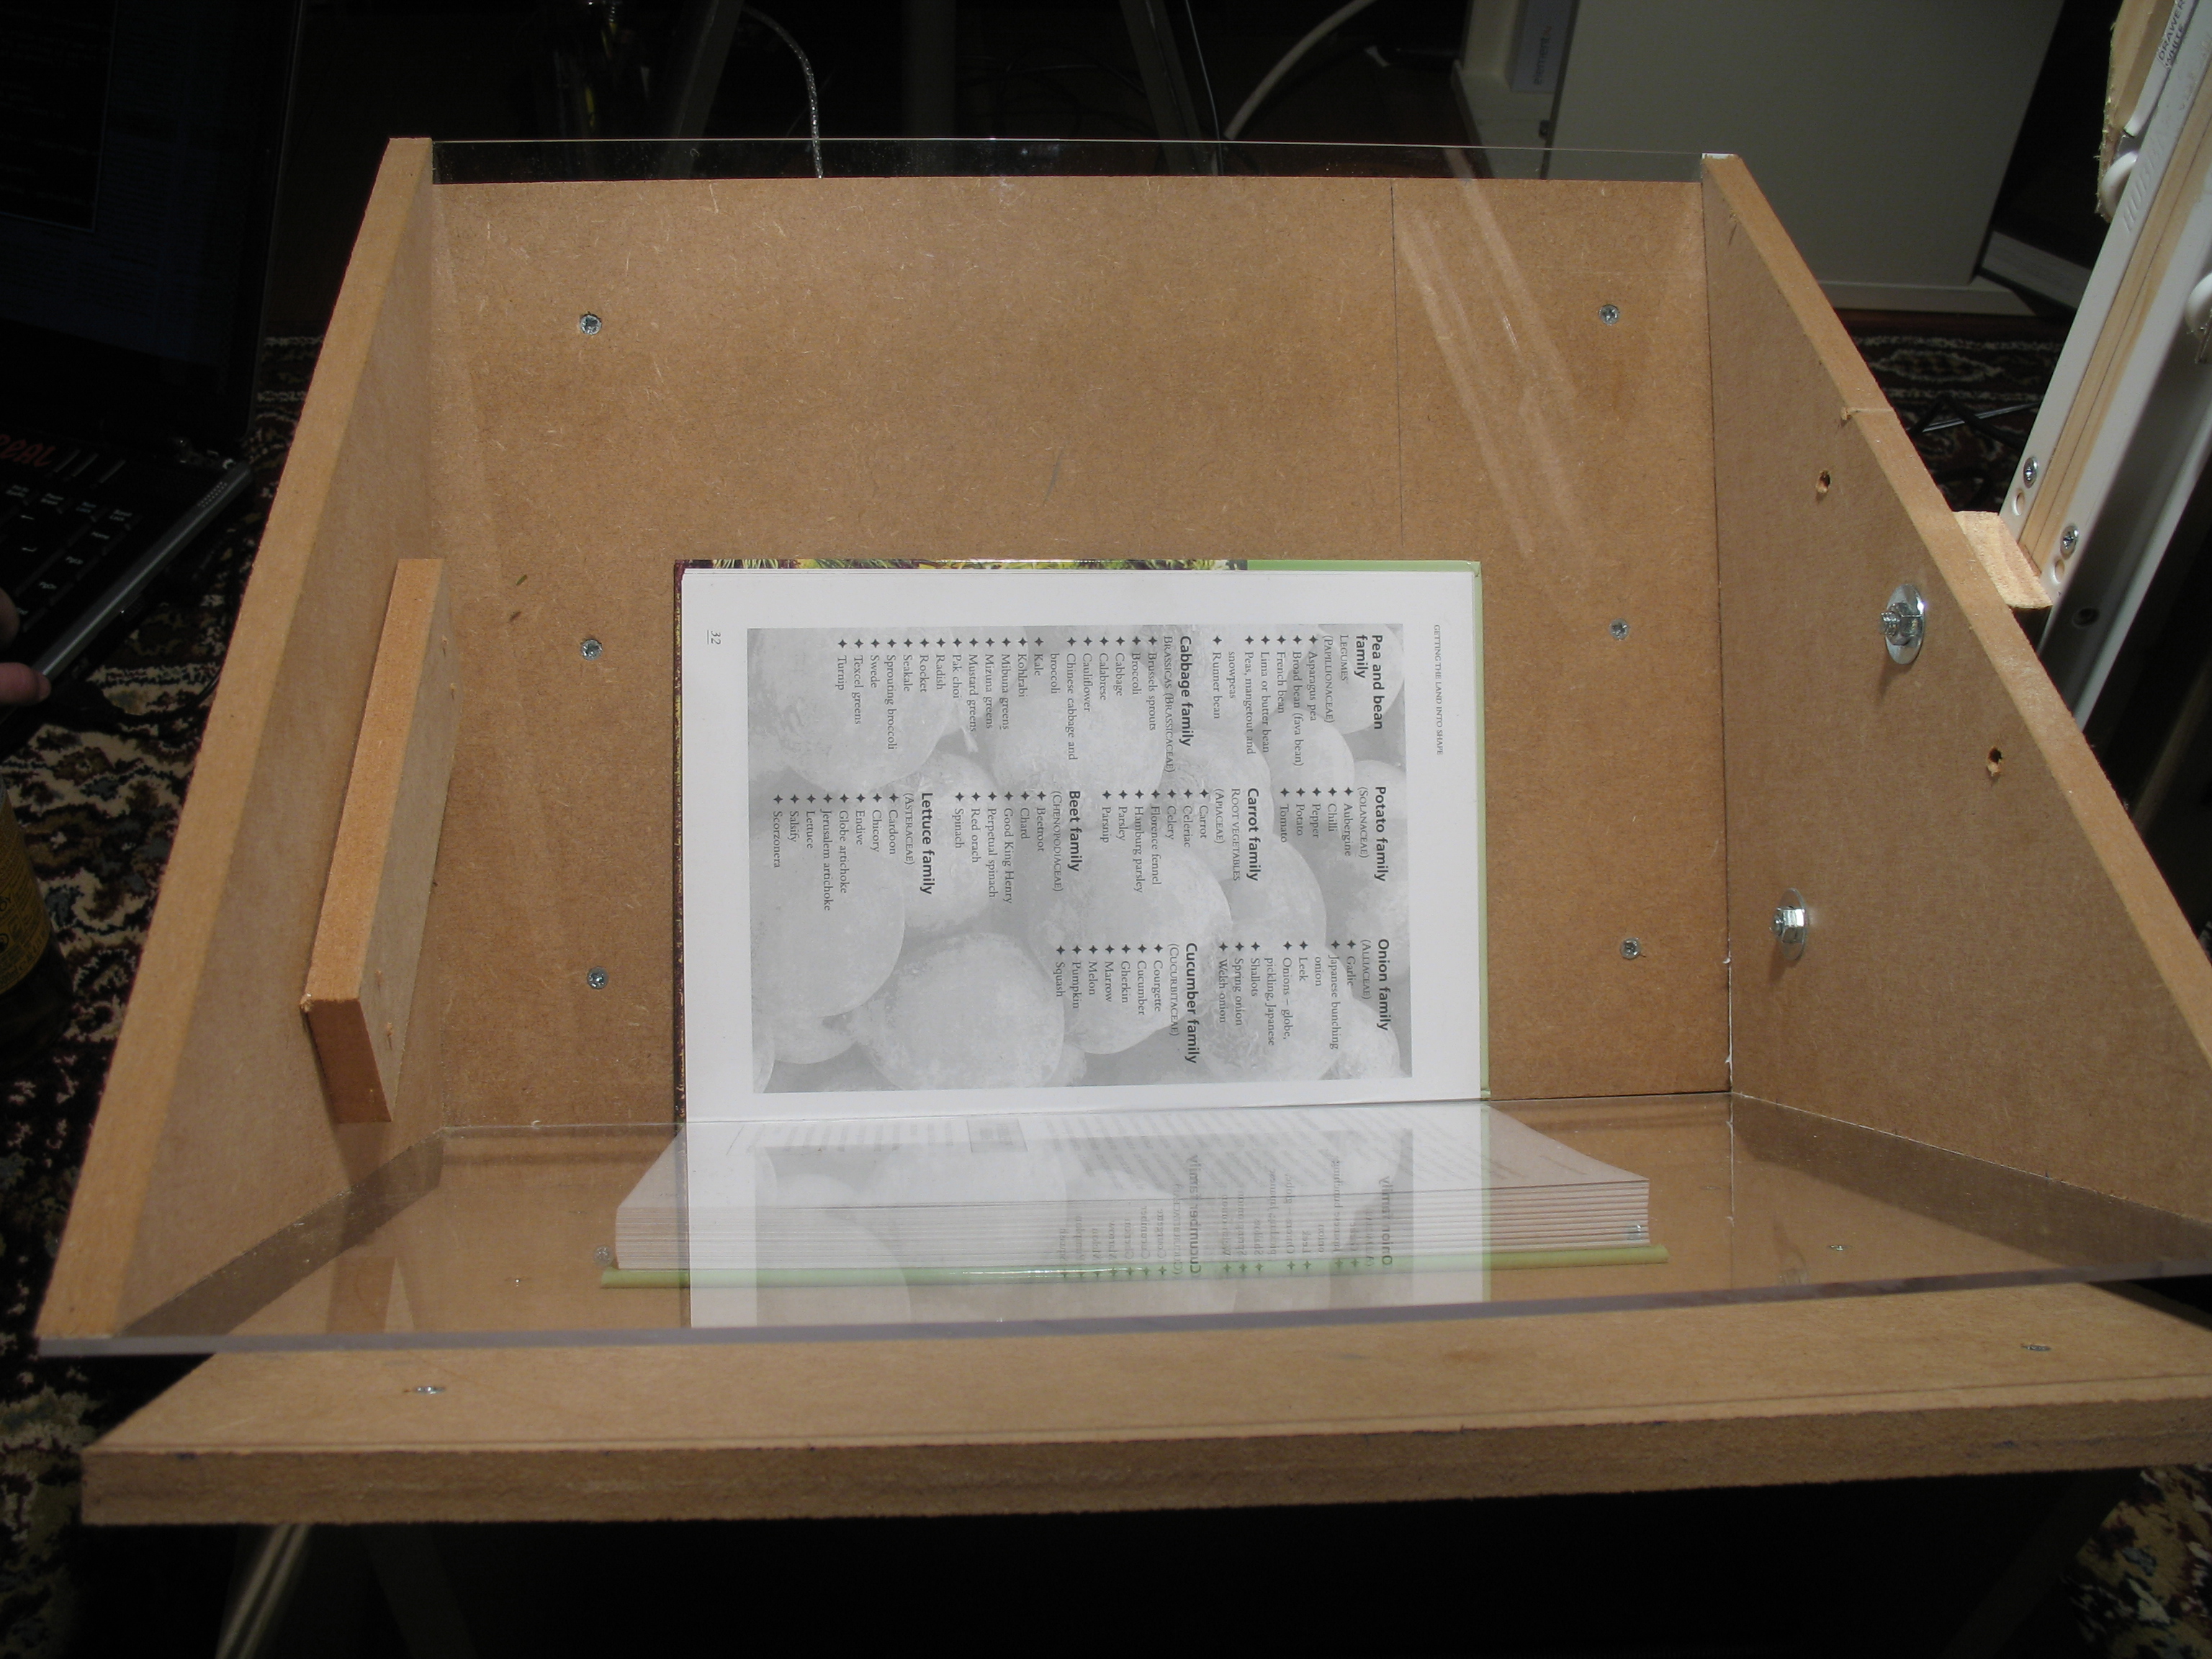 GETTING THE LAND INTO SHAPE
Pea and bean
family
LEGUMES
(PAPILIONACEAE)
✦ Asparagus pea
✦ Broad bean (fava bean)
✦ French bean
✦ Lima or butter bean
✦ Peas, mangetout and
snowpeas
✦ Runner bean
Cabbage family
BRASSICAS (BRASSICACEAE)
✦ Brussels sprouts
✦ Broccoli
✦ Cabbage
✦ Calabrese
✦ Cauliflower
✦ Chinese cabbage and
broccoli
✦ Kale
✦ Kohlrabi
✦ Mibuna greens
✦ Mizuna greens
✦ Mustard greens
✦ Pak choi
✦ Radish
✦ Rocket
✦ Seakale
✦ Sprouting broccoli
✦ Swede
✦ Texcel greens
✦ Turnip
Potato family
(SOLANACEAE)
✦ Aubergine
✦ Chilli
✦ Pepper
✦ Potato
✦ Tomato
Carrot family
ROOT VEGETABLES
(APIACEAE)
✦ Carrot
✦ Celeriac
✦ Celery
✦ Florence fennel
✦ Hamburg parsley
✦ Parsley
✦ Parsnip
Beet family
(CHENOPODIACEAE)
✦ Beetroot
✦ Chard
✦ Good King Henry
✦ Perpetual spinach
✦ Red orach
✦ Spinach
Lettuce family
(ASTERACEAE)
✦ Cardoon
✦ Chicory
✦ Endive
✦ Globe artichoke
✦ Jerusalem artichoke
✦ Lettuce
✦ Salsify
✦ Scorzonera
Onion family
(ALLIACEAE)
✦ Garlic
✦ Japanese bunching
onion
✦ Leek
✦ Onions – globe,
pickling, Japanese
✦ Shallots
✦ Spring onion
✦ Welsh onion
Cucumber family
(CUCURBITACEAE)
✦ Courgette
✦ Cucumber
✦ Gherkin
✦ Marrow
✦ Melon
✦ Pumpkin
✦ Squash
32
DRAWER
WHITE